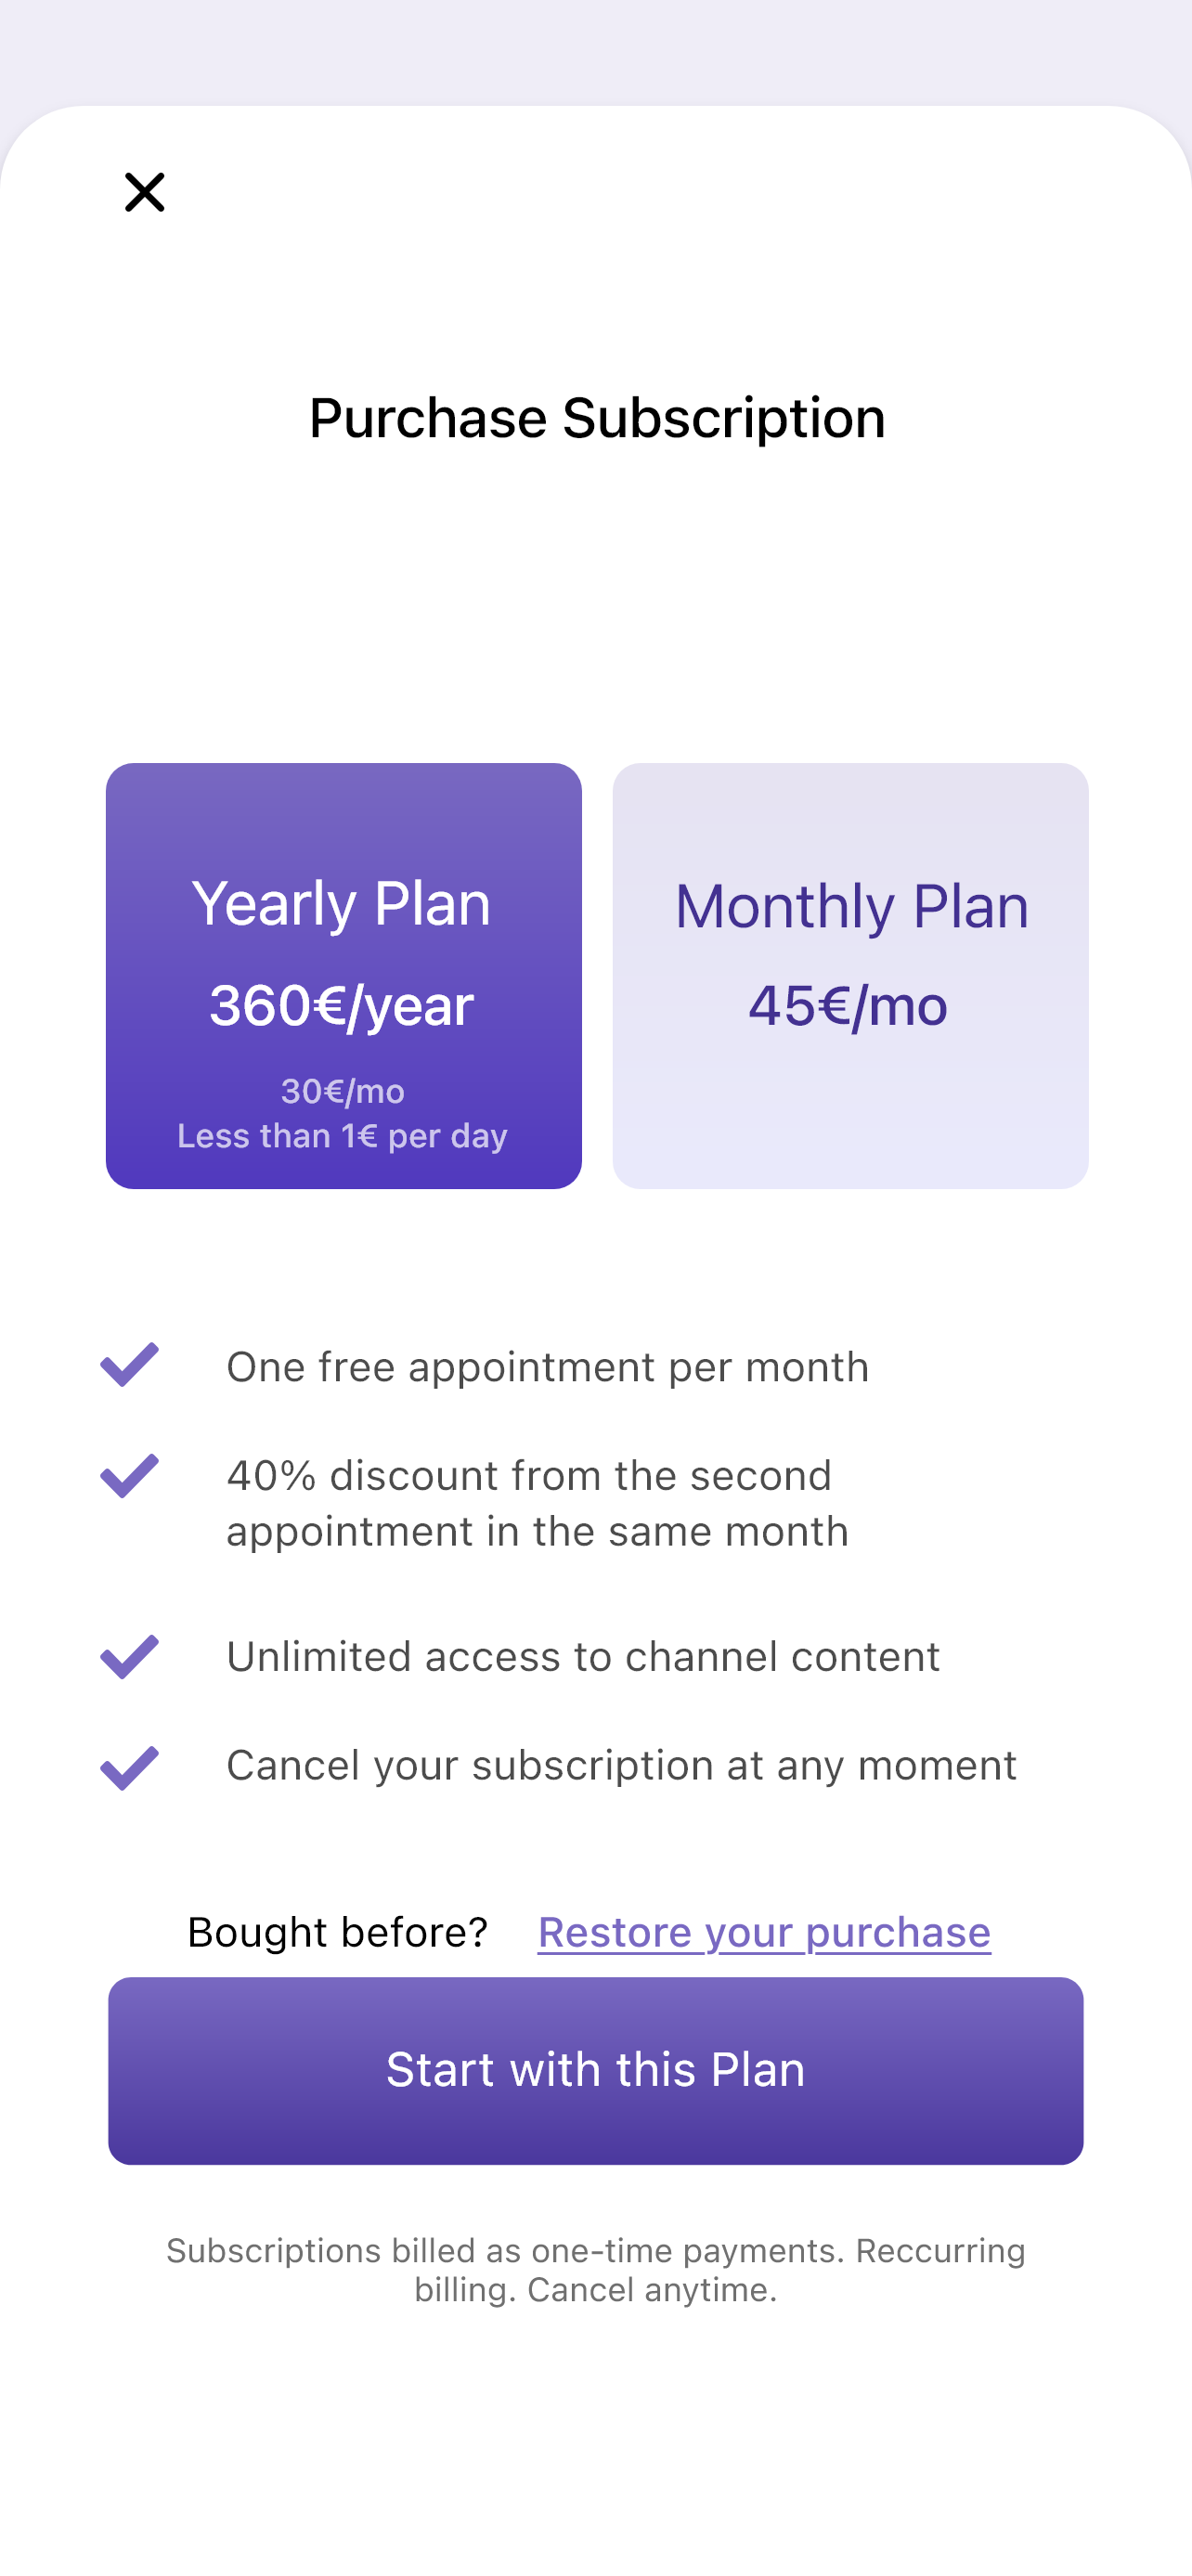 Purchase Subscription
Yearly Plan
360€/year
30€/mo
Less than 1€ per day
Monthly Plan
45€/mo
One free appointment per month
40% discount from the second
appointment in the same month
Unlimited access to channel content
Cancel your subscription at any moment
Bought before? Restore your purchase
Start with this Plan
Subscriptions billed as one-time payments. Reccurring
billing. Cancel anytime.